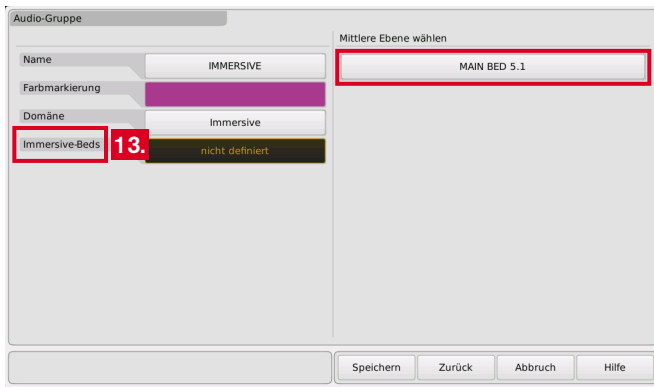 Audio-Gruppe
Mittlere Ebene wählen
Name
IMMERSIVE
MAIN BED 5.1
Farbmarkierung
Domäne
Immersive
Immersive-Beds
13.
nicht definiert
Speichern
Zurück
Abbruch
Hilfe